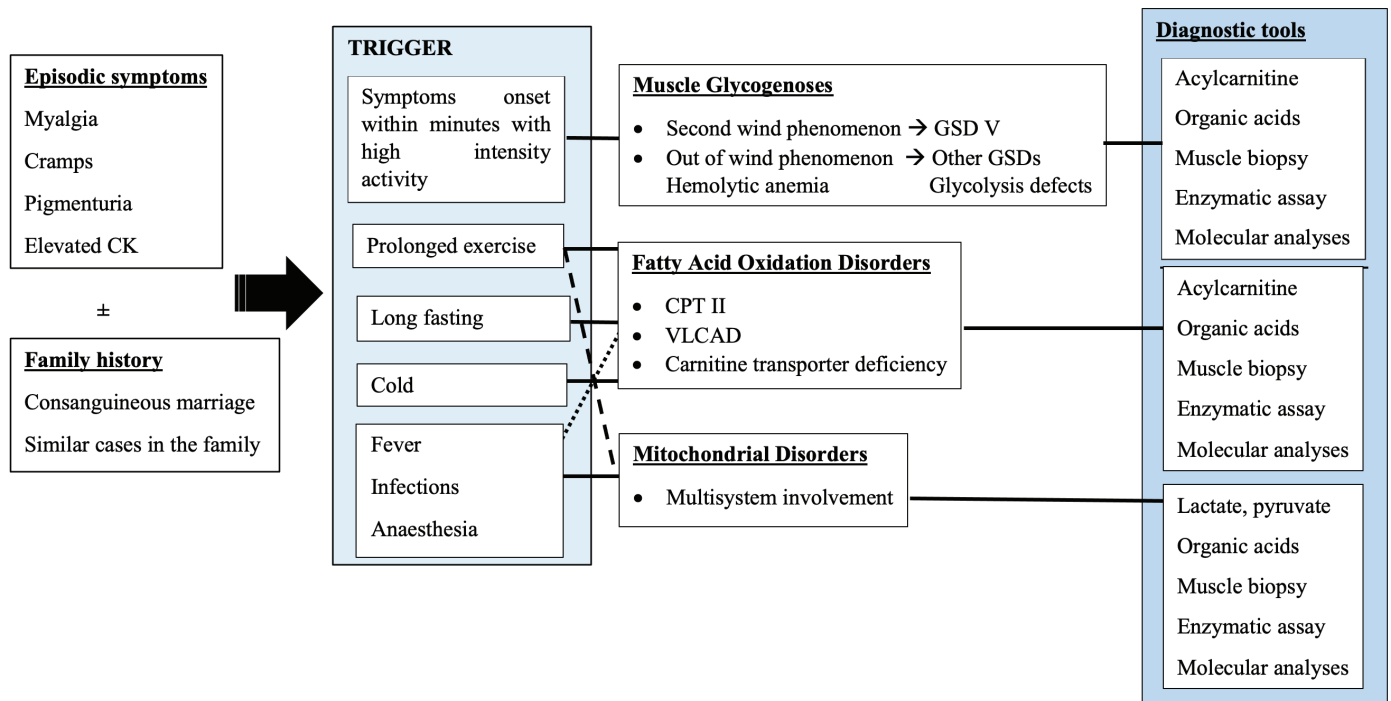 Episodic symptoms
Myalgia
Cramps
Pigmenturia
Elevated CK
±
Family history
Consanguineous marriage
Similar cases in the family
TRIGGER
Symptoms onset
within minutes with
high intensity
activity
Prolonged exercise
Long fasting
Cold
Fever
Infections
Anaesthesia
Muscle Glycogenoses
• Second wind phenomenon → GSD V
• Out of wind phenomenon → Other GSDs
Hemolytic anemia Glycolysis defects
Fatty Acid Oxidation Disorders
• CPT II
• VLCAD
• Carnitine transporter deficiency
Mitochondrial Disorders
• Multisystem involvement
Diagnostic tools
Acylcarnitine
Organic acids
Muscle biopsy
Enzymatic assay
Molecular analyses
Acylcarnitine
Organic acids
Muscle biopsy
Enzymatic assay
Molecular analyses
Lactate, pyruvate
Organic acids
Muscle biopsy
Enzymatic assay
Molecular analyses